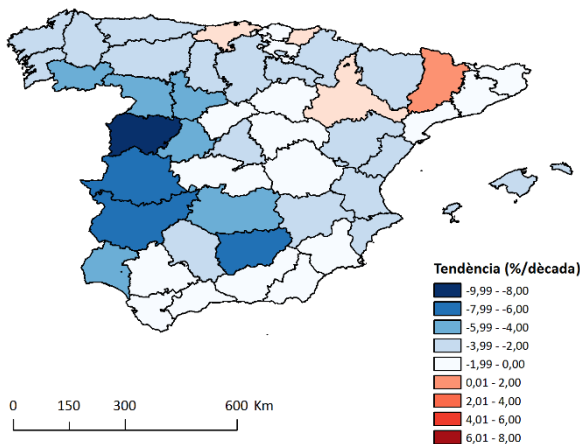 Tendència (%/dècada)
-9,99 - -8,00
-7,99 - -6,00
-5,99 - -4,00
-3,99 - -2,00
-1,99 - 0,00
0,01 - 2,00
2,01 - 4,00
4,01 - 6,00
6,01 - 8,00
0 150 300 600 Km